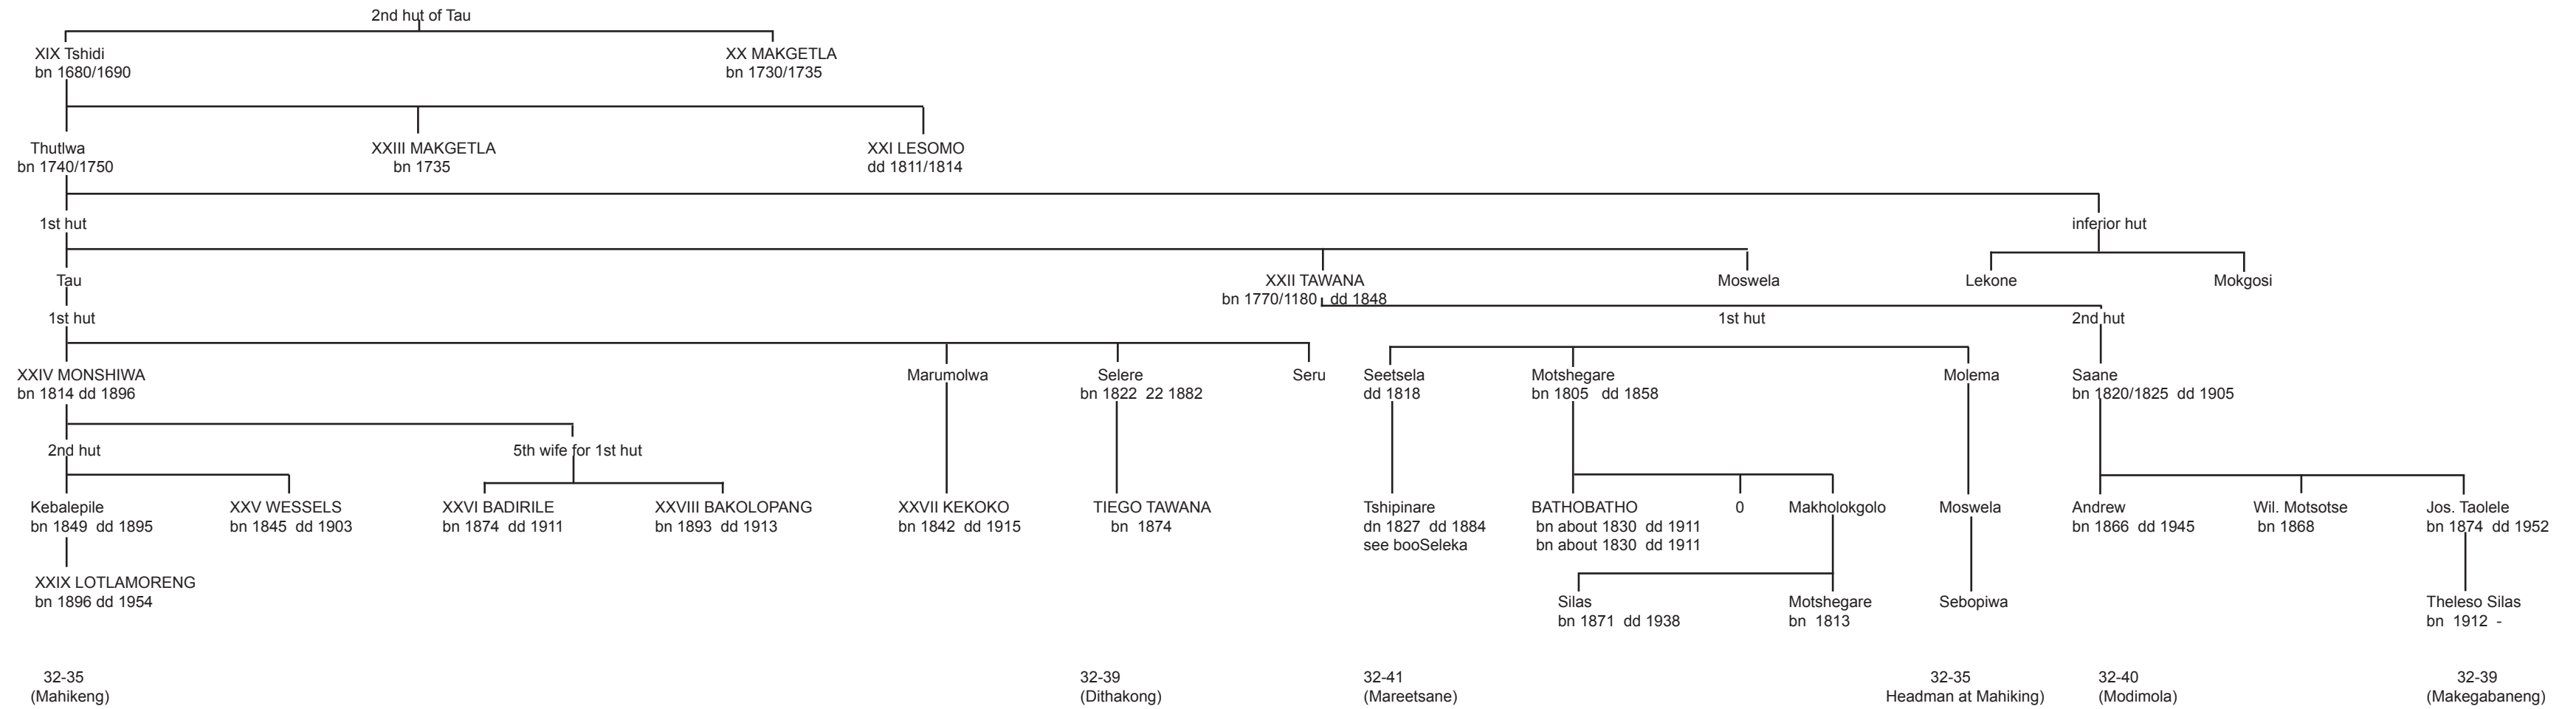 2nd hut of Tau
XIX Tshidi
bn 1680/1690
XX MAKGETLA
bn 1730/1735
Thutlwa
bn 1740/1750
XXIII MAKGETLA
bn 1735
XXI LESOMO
dd 1811/1814
1st hut
inferior hut
Tau
XXII TAWANA
bn 1770/1180 dd 1848
Moswela
Lekone
Mokgosi
1st hut
1st hut
2nd hut
XXIV MONSHIWA
bn 1814 dd 1896
Marumolwa
Selere
bn 1822 22 1882
Seru
Seetsela
dd 1818
Motshegare
bn 1805 dd 1858
Molema
Saane
bn 1820/1825 dd 1905
2nd hut
5th wife for 1st hut
Kebalepile
bn 1849 dd 1895
XXV WESSELS
bn 1845 dd 1903
XXVI BADIRILE
bn 1874 dd 1911
XXVIII BAKOLOPANG
bn 1893 dd 1913
XXVII KEKOKO
bn 1842 dd 1915
TIEGO TAWANA
bn 1874
Tshipinare
dn 1827 dd 1884
see booSeleka
BATHOBATHO
bn about 1830 dd 1911
bn about 1830 dd 1911
0
Makholokgolo
Moswela
Andrew
bn 1866 dd 1945
Wil. Motsotse
bn 1868
Jos. Taolele
bn 1874 dd 1952
XXIX LOTLAMORENG
bn 1896 dd 1954
Silas
bn 1871 dd 1938
Motshegare
bn 1813
Sebopiwa
Theleso Silas
bn 1912 -
32-35
(Mahikeng)
32-39
(Dithakong)
32-41
(Mareetsane)
32-35
Headman at Mahiking)
32-40
(Modimola)
32-39
(Makegabaneng)